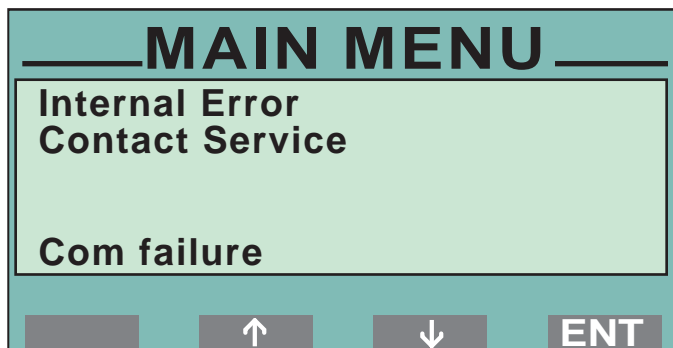 MAIN MENU
Internal Error
Contact Service
Com failure
↑ ↓ ENT